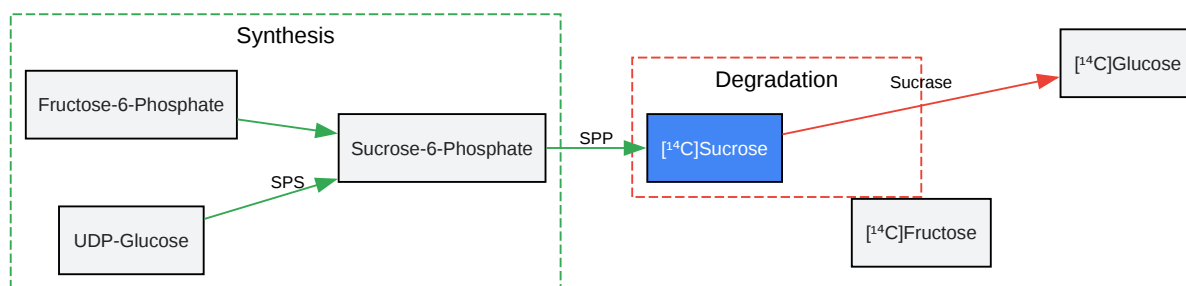 Synthesis
Fructose-6-Phosphate
UDP-Glucose
SPS
Sucrose-6-Phosphate
SPP
Degradation
[¹⁴C]Sucrose
Sucrase
[¹⁴C]Glucose
[¹⁴C]Fructose